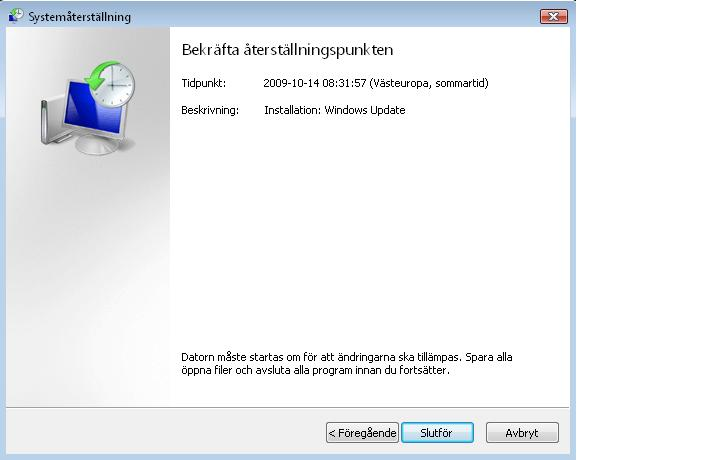 Systemåterställning
Bekräfta återställningspunkten
Tidpunkt: 2009-10-14 08:31:57 (Västeuropa, sommartid)
Beskrivning: Installation: Windows Update
Datorn måste startas om för att ändringarna ska tillämpas. Spara alla
öppna filer och avsluta alla program innan du fortsätter.
< Föregående Slutför Avbryt